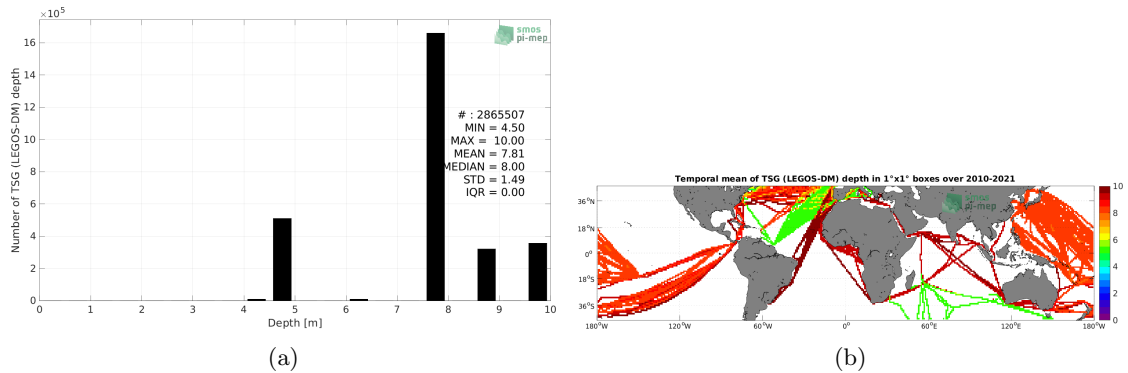 ×10⁵
16
14
12
10
8
6
4
2
0
Number of TSG (LEGOS-DM) depth
smos
pi-mep
# : 2865507
MIN = 4.50
MAX = 10.00
MEAN = 7.81
MEDIAN = 8.00
STD = 1.49
IQR = 0.00
0 1 2 3 4 5 6 7 8 9 10
Depth [m]
(a)
Temporal mean of TSG (LEGOS-DM) depth in 1°x1° boxes over 2010-2021
36°N
18°N
0°
18°S
36°S
smos
pi-mep
180°W 120°W 60°W 0° 60°W 120°W 180°W
10
8
6
4
2
0
(b)